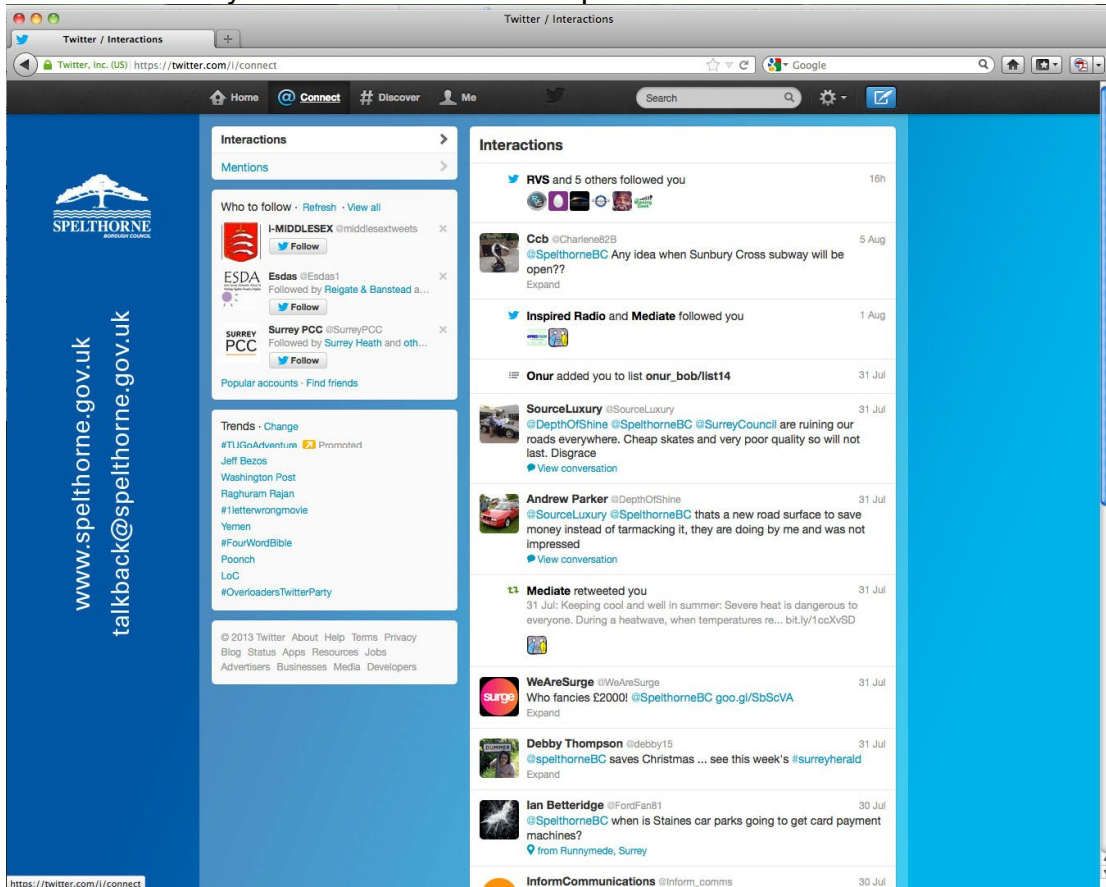 Twitter / Interactions
Twitter / Interactions
Twitter, Inc. (US) https://twitter.com/i/connect
Google
Home
Connect
Discover
Me
Search
SPELTHORNE
BOROUGH COUNCIL
www.spelthorne.gov.uk
talkback@spelthorne.gov.uk
Interactions
Mentions
Who to follow · Refresh · View all
i-MIDDLESEX @middlesextweets
Follow
ESDA
Esdas @Esdas1
Followed by Reigate & Banstead a...
Follow
SURREY
PCC
Surrey PCC @SurreyPCC
Followed by Surrey Heath and oth...
Follow
Popular accounts · Find friends
Trends · Change
#TUGoAdventure Promoted
Jeff Bezos
Washington Post
Raghuram Rajan
#1letterwrongmovie
Yemen
#FourWordBible
Poonch
LoC
#OverloadersTwitterParty
© 2013 Twitter About Help Terms Privacy
Blog Status Apps Resources Jobs
Advertisers Businesses Media Developers
Interactions
RVS and 5 others followed you 16h
Ccb @Charlene82B 5 Aug
@SpelthorneBC Any idea when Sunbury Cross subway will be
open??
Expand
Inspired Radio and Mediate followed you 1 Aug
Onur added you to list onur_bob/list14 31 Jul
SourceLuxury @SourceLuxury 31 Jul
@DepthOfShine @SpelthorneBC @SurreyCouncil are ruining our
roads everywhere. Cheap skates and very poor quality so will not
last. Disgrace
View conversation
Andrew Parker @DepthOfShine 31 Jul
@SourceLuxury @SpelthorneBC thats a new road surface to save
money instead of tarmacking it, they are doing by me and was not
impressed
View conversation
Mediate retweeted you 31 Jul
31 Jul: Keeping cool and well in summer: Severe heat is dangerous to
everyone. During a heatwave, when temperatures re... bit.ly/1ccXvSD
surge
WeAreSurge @WeAreSurge 31 Jul
Who fancies £2000! @SpelthorneBC goo.gl/SbScVA
Expand
DUMMER
Debby Thompson @debby15 31 Jul
@spelthorneBC saves Christmas ... see this week's #surreyherald
Expand
Ian Betteridge @FordFan81 30 Jul
@SpelthorneBC when is Staines car parks going to get card payment
machines?
from Runnymede, Surrey
InformCommunications @Inform_comms 30 Jul
https://twitter.com/i/connect